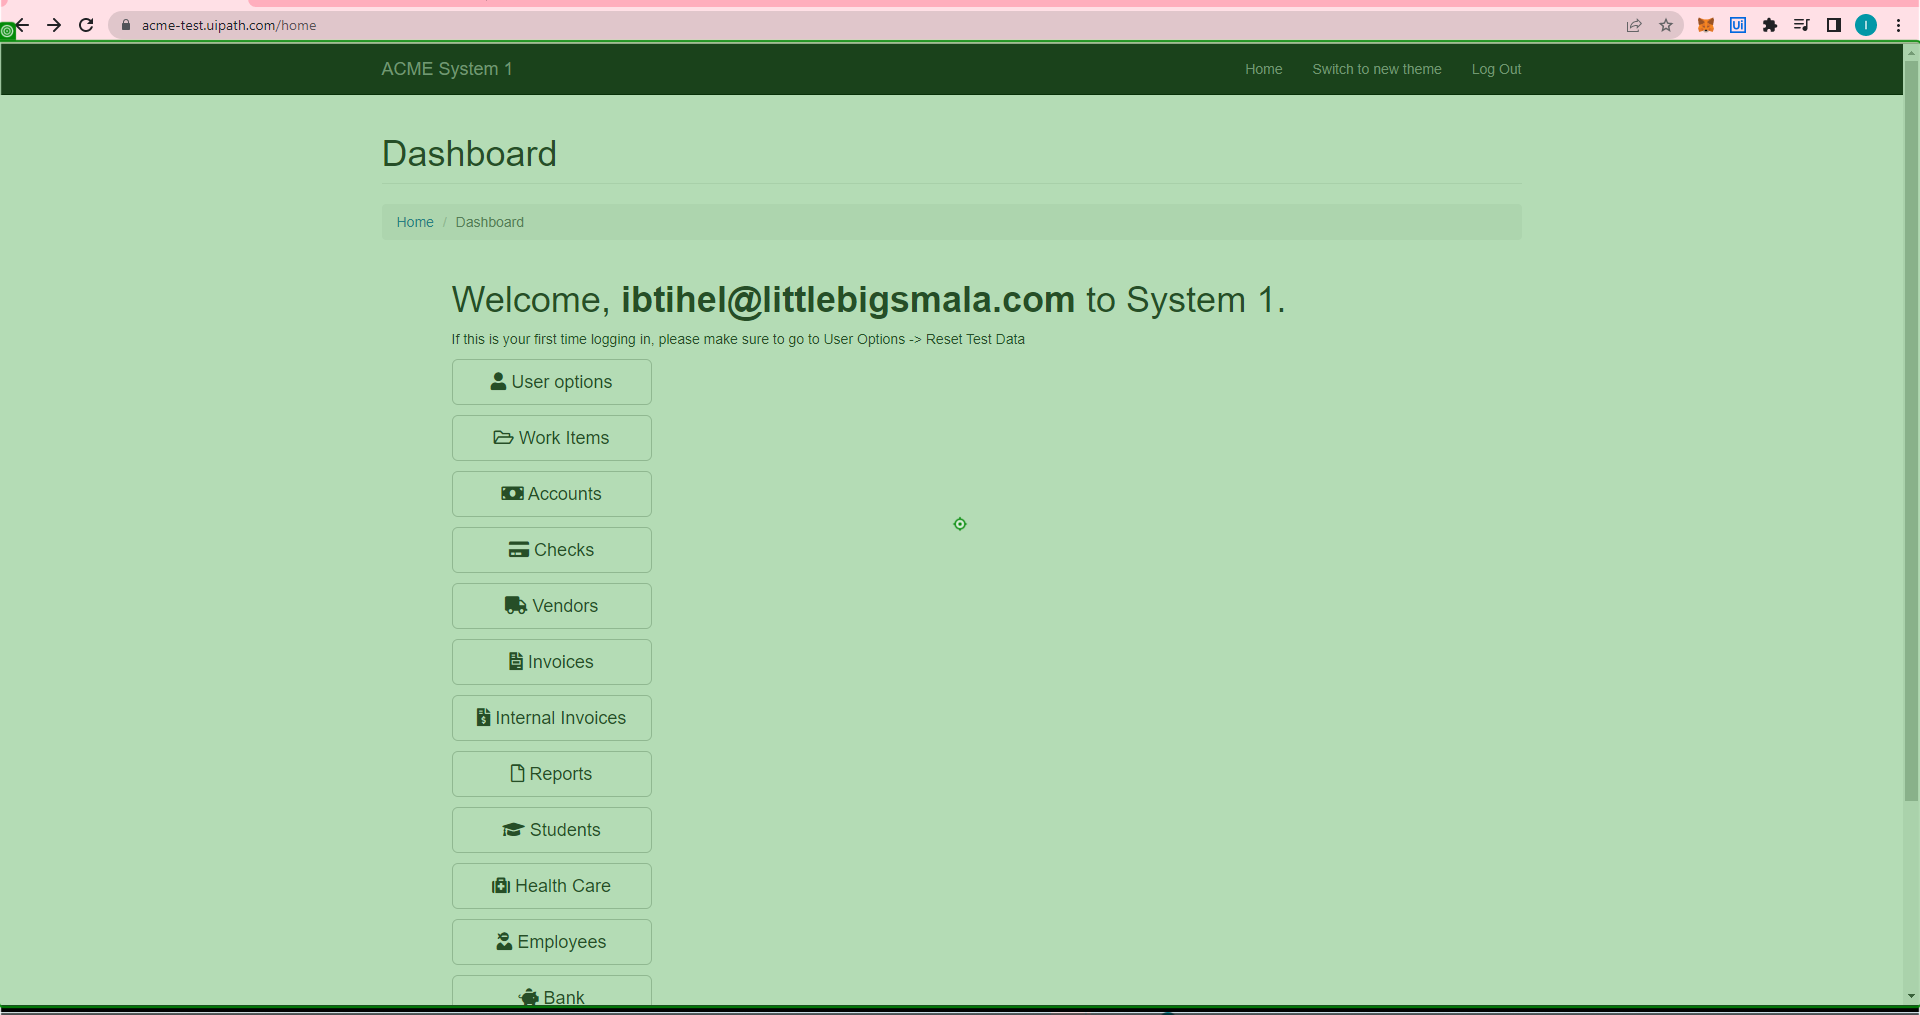 acme-test.uipath.com/home
Ui
I
ACME System 1
Home
Switch to new theme
Log Out
Dashboard
Home / Dashboard
Welcome, ibtihel@littlebigsmala.com to System 1.
If this is your first time logging in, please make sure to go to User Options -> Reset Test Data
User options
Work Items
Accounts
Checks
Vendors
Invoices
Internal Invoices
Reports
Students
Health Care
Employees
Bank